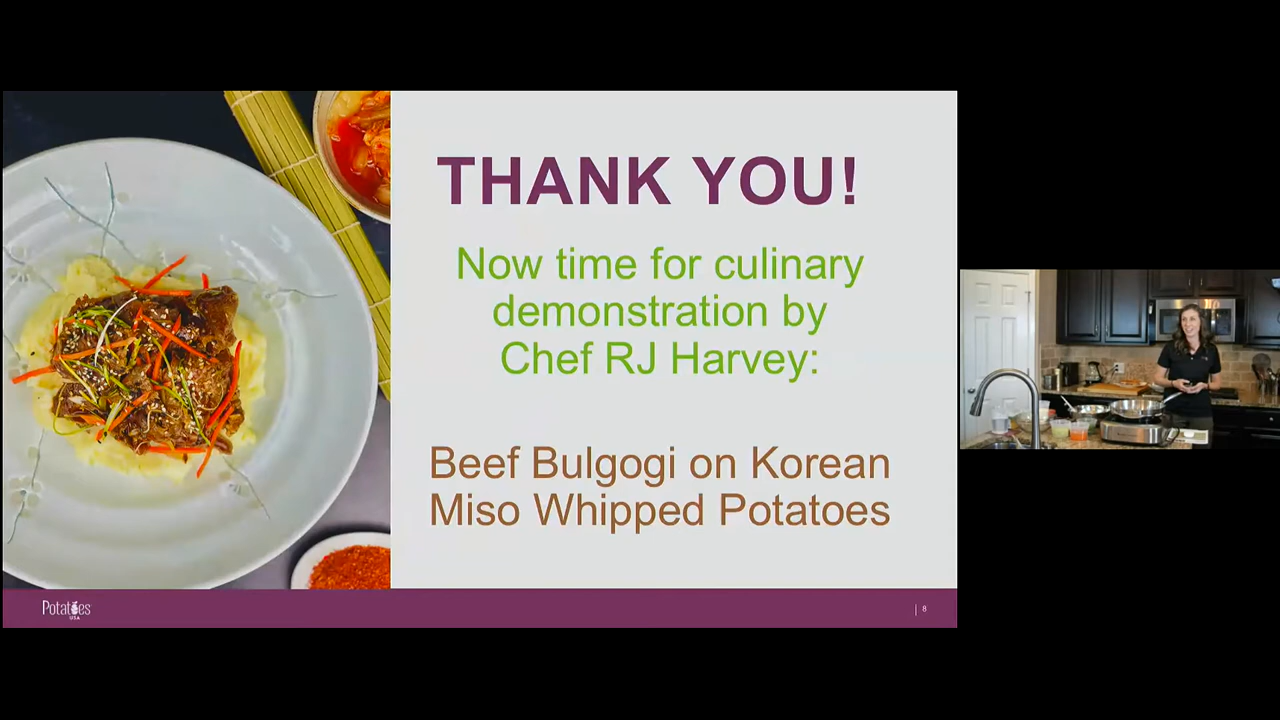 THANK YOU!
Now time for culinary
demonstration by
Chef RJ Harvey:
Beef Bulgogi on Korean
Miso Whipped Potatoes
Potatoes
USA
8